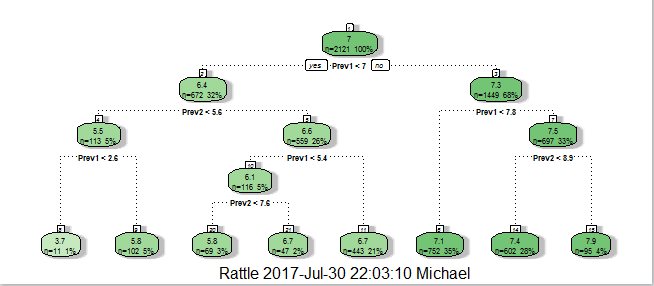 1
7
n=2121 100%
yes Prev1 < 7 no
2 3
6.4 7.3
n=672 32% n=1449 68%
Prev2 < 5.6 Prev1 < 7.8
4 5 7
5.5 6.6 7.5
n=113 5% n=559 26% n=697 33%
Prev1 < 2.6 Prev1 < 5.4 Prev2 < 8.9
10
6.1
n=116 5%
Prev2 < 7.6
8 9 20 21 11 6 14 15
3.7 5.8 5.8 6.7 6.7 7.1 7.4 7.9
n=11 1% n=102 5% n=69 3% n=47 2% n=443 21% n=752 35% n=602 28% n=95 4%
Rattle 2017-Jul-30 22:03:10 Michael